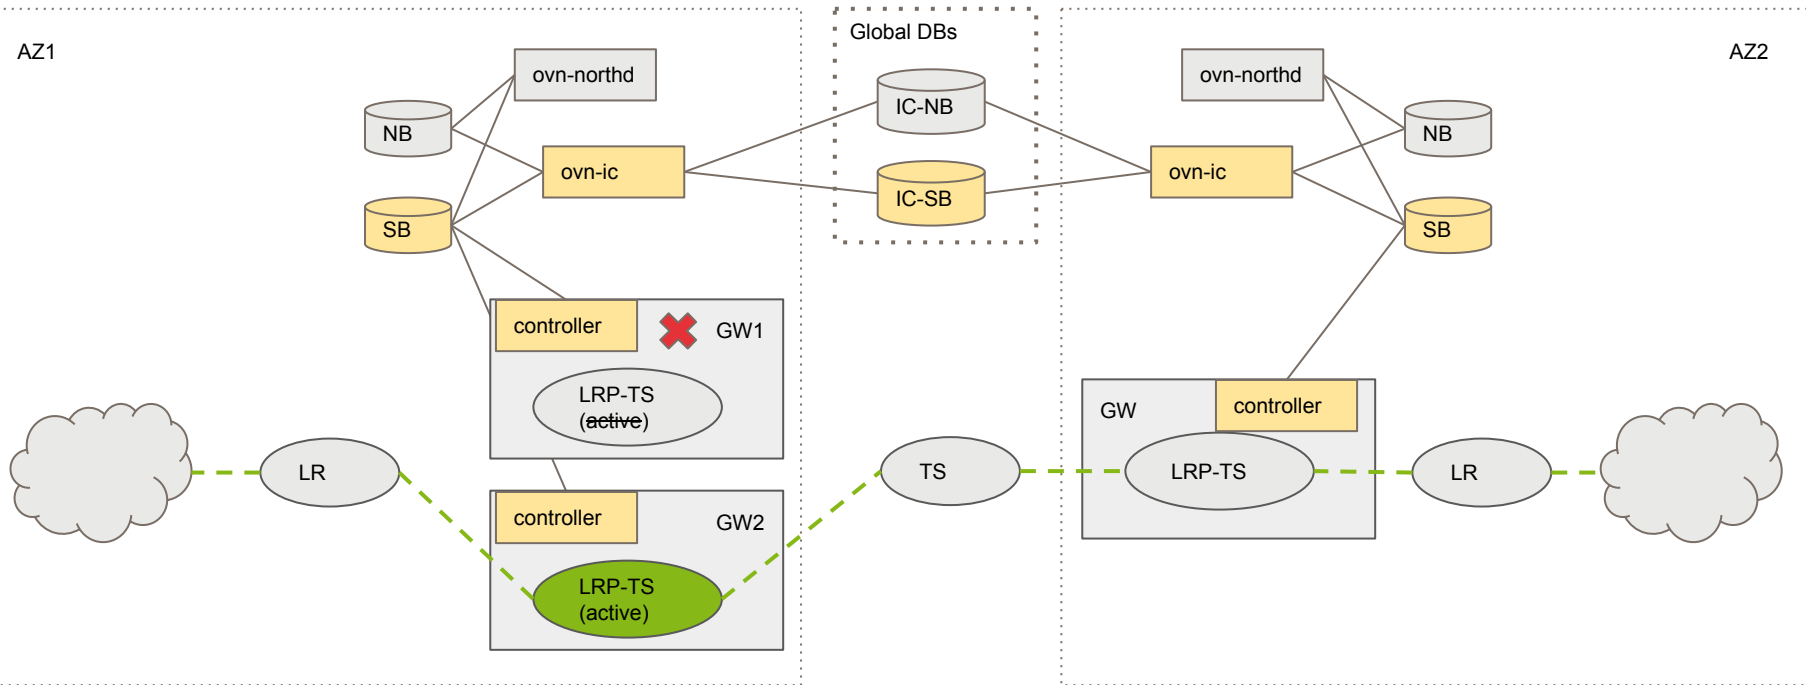 AZ1
Global DBs
AZ2
ovn-northd
ovn-northd
IC-NB
NB
NB
ovn-ic
ovn-ic
IC-SB
SB
SB
controller
GW1
LRP-TS
(active)
GW
controller
LR
TS
LRP-TS
LR
controller
GW2
LRP-TS
(active)